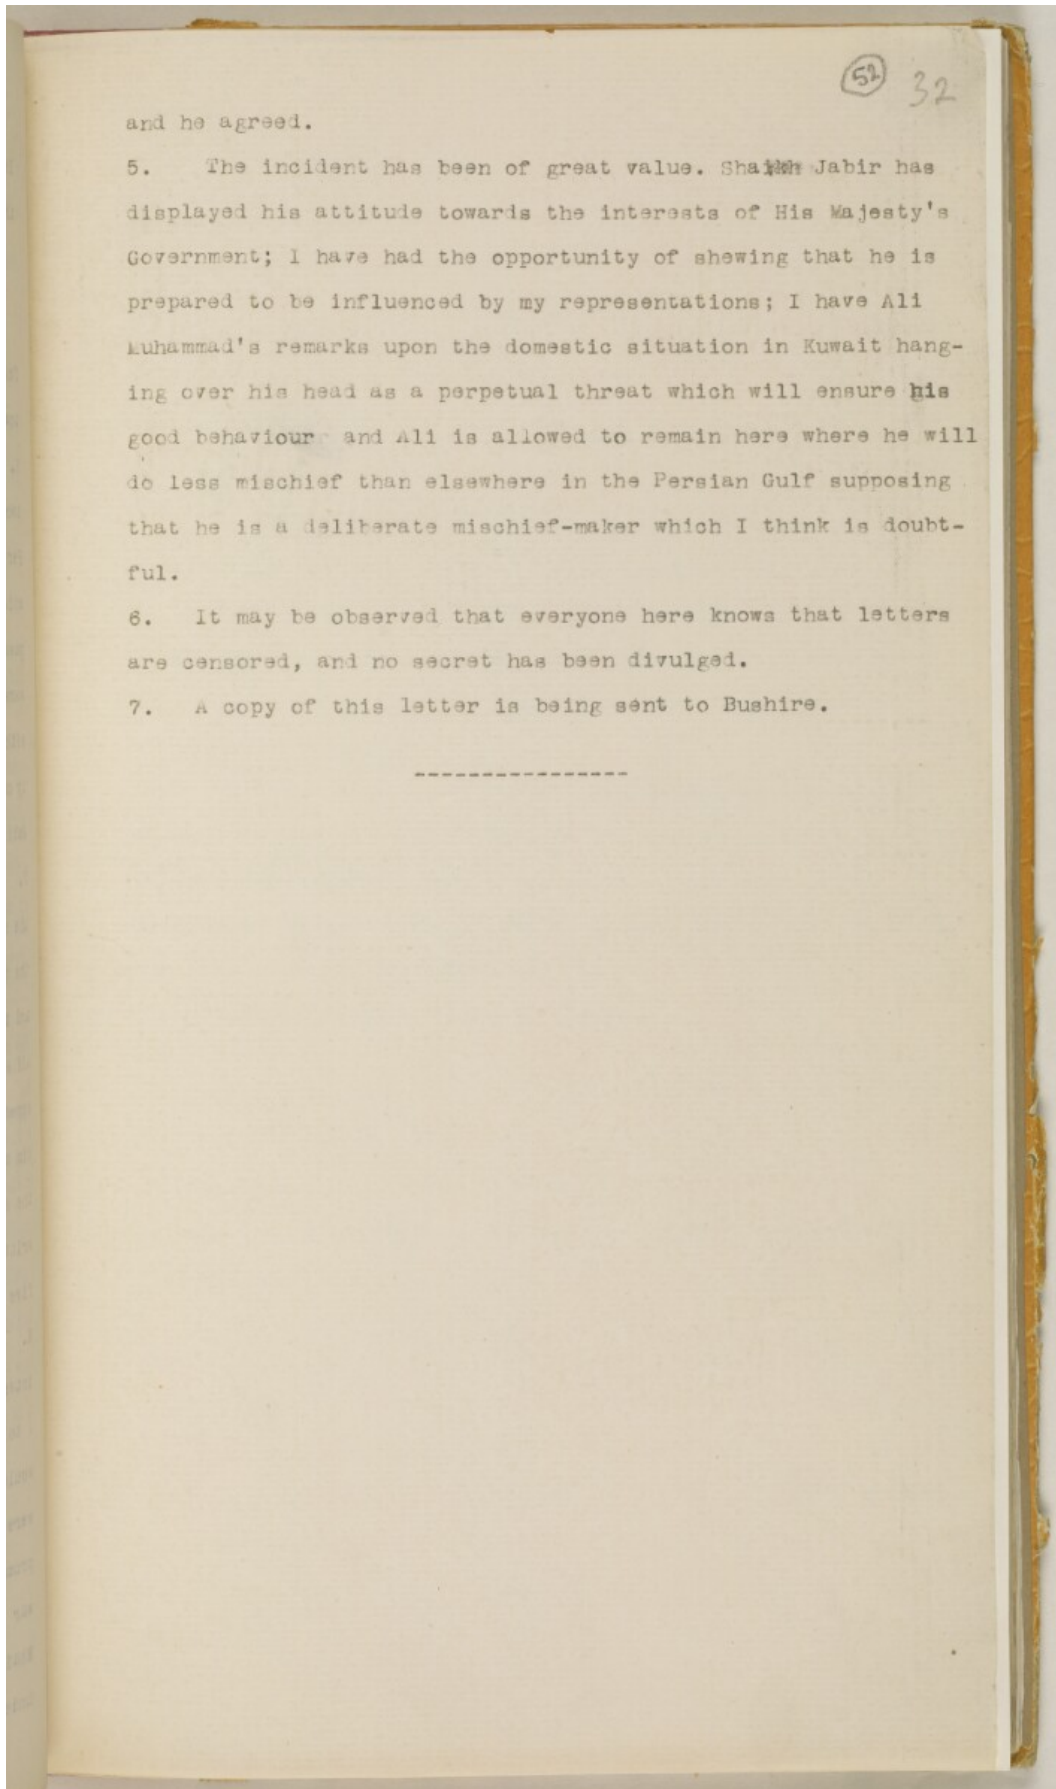 52 32
and he agreed.
5. The incident has been of great value. Shaikh Jabir has
displayed his attitude towards the interests of His Majesty's
Government; I have had the opportunity of shewing that he is
prepared to be influenced by my representations; I have Ali
Muhammad's remarks upon the domestic situation in Kuwait hang-
ing over his head as a perpetual threat which will ensure his
good behaviour and Ali is allowed to remain here where he will
do less mischief than elsewhere in the Persian Gulf supposing
that he is a deliberate mischief-maker which I think is doubt-
ful.
6. It may be observed that everyone here knows that letters
are censored, and no secret has been divulged.
7. A copy of this letter is being sent to Bushire.
----------------